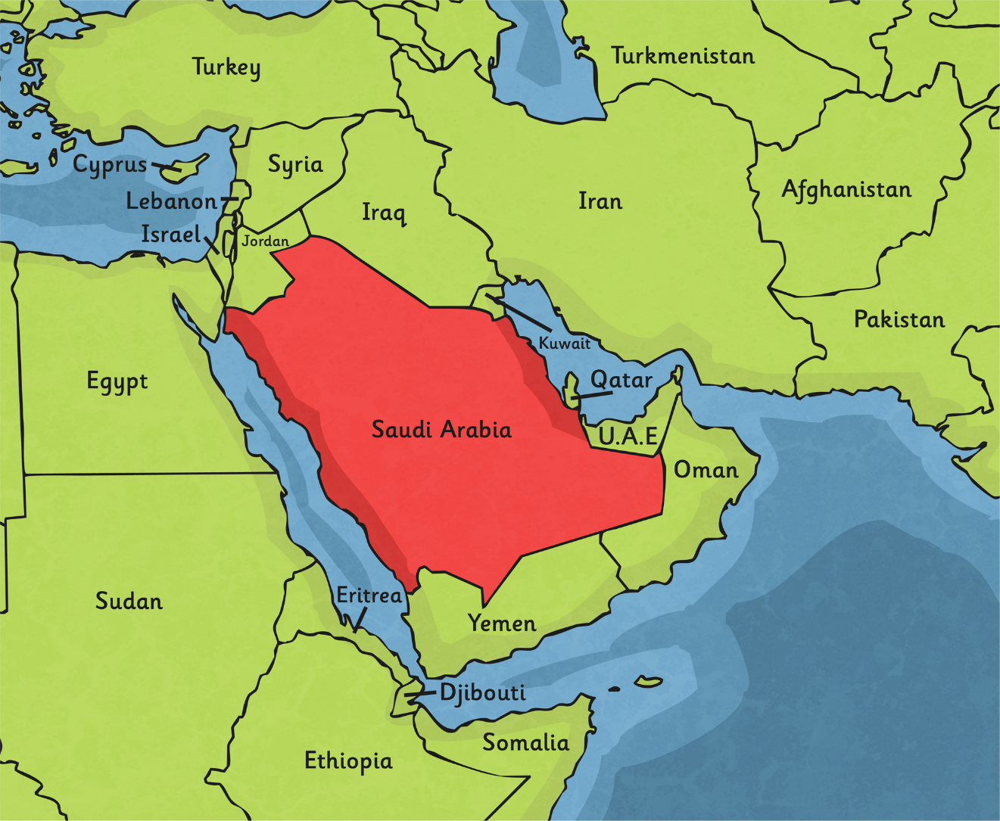 Turkmenistan
Turkey
Cyprus
Syria
Afghanistan
Lebanon
Iraq
Iran
Israel
Jordan
Pakistan
Kuwait
Egypt
Qatar
Saudi Arabia
U.A.E
Oman
Eritrea
Sudan
Yemen
Djibouti
Somalia
Ethiopia